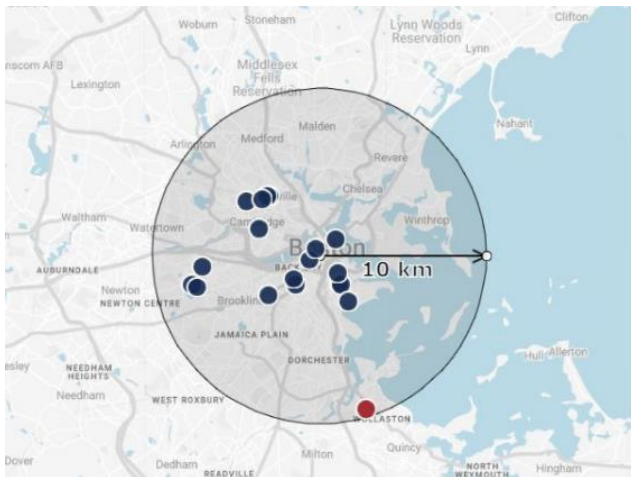 Stoneham
Clifton
Woburn
Lynn Woods
Reservation
Lynn
nscom AFB
Middlesex
Fells
Reservation
Lexington
Nahant
Malden
Arlington
Medford
Revere
ville
Chelsea
Waltham
Watertown
Winthrop
10 km
AUBURNDALE
Newton
NEWTON CENTRE
Brookline
JAMAICA PLAIN
Hull
Allerton
DORCHESTER
esley
NEEDHAM
HEIGHTS
Needham
WEST ROXBURY
WOLLASTON
Quincy
Milton
Dover
Dedham
READVILLE
NORTH
WEYMOUTH
Hingham